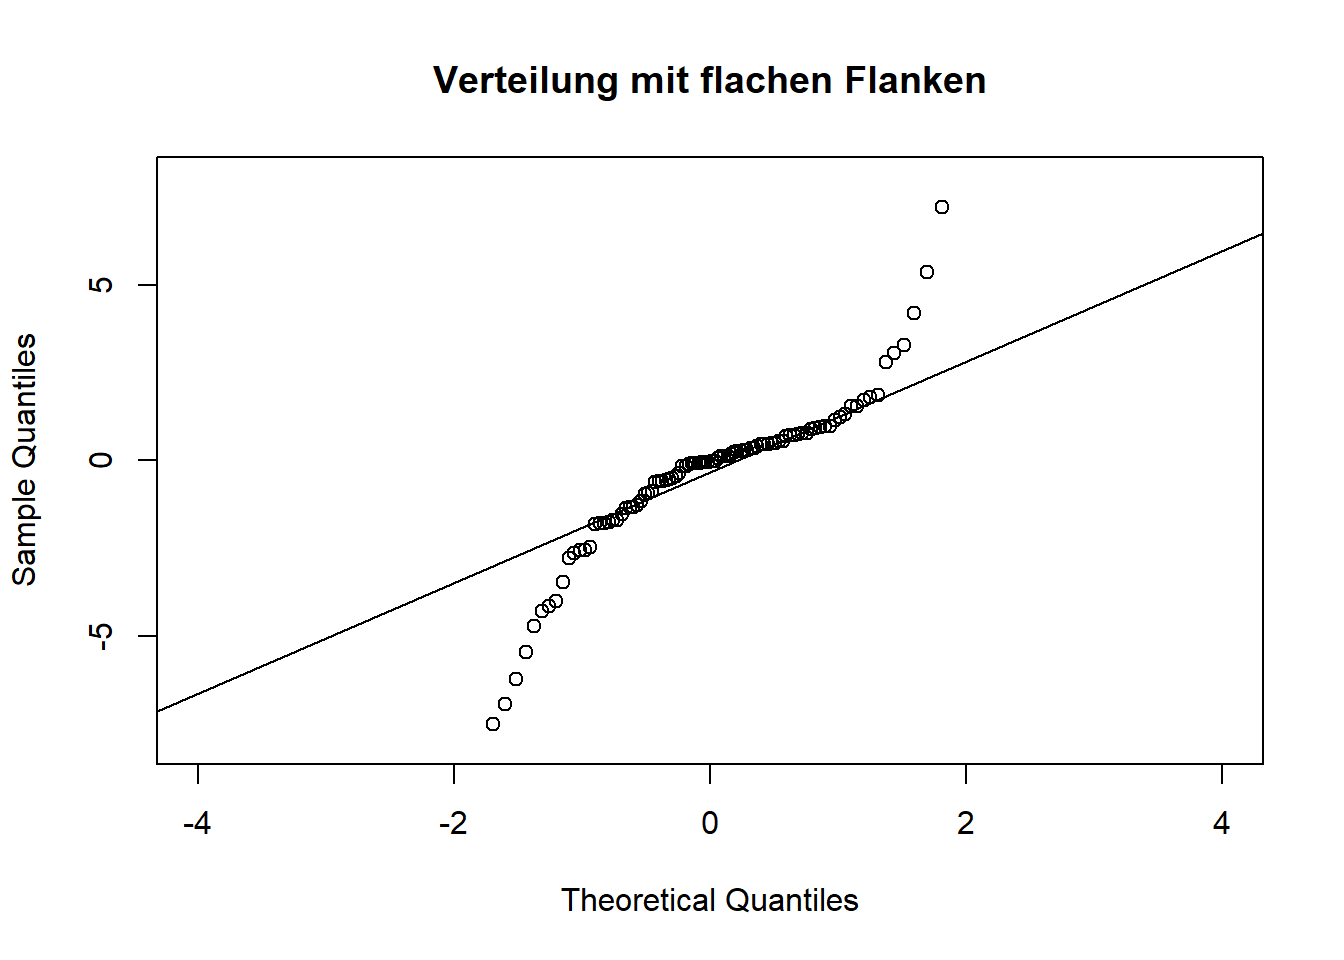 Verteilung mit flachen Flanken
Sample Quantiles
5
0
-5
-4 -2 0 2 4
Theoretical Quantiles